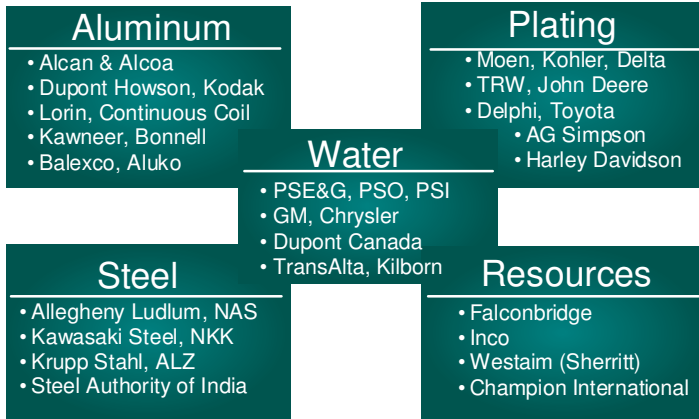 Aluminum
• Alcan & Alcoa
• Dupont Howson, Kodak
• Lorin, Continuous Coil
• Kawneer, Bonnell
• Balexco, Aluko
Plating
• Moen, Kohler, Delta
• TRW, John Deere
• Delphi, Toyota
• AG Simpson
• Harley Davidson
Water
• PSE&G, PSO, PSI
• GM, Chrysler
• Dupont Canada
• TransAlta, Kilborn
Steel
• Allegheny Ludlum, NAS
• Kawasaki Steel, NKK
• Krupp Stahl, ALZ
• Steel Authority of India
Resources
• Falconbridge
• Inco
• Westaim (Sherritt)
• Champion International